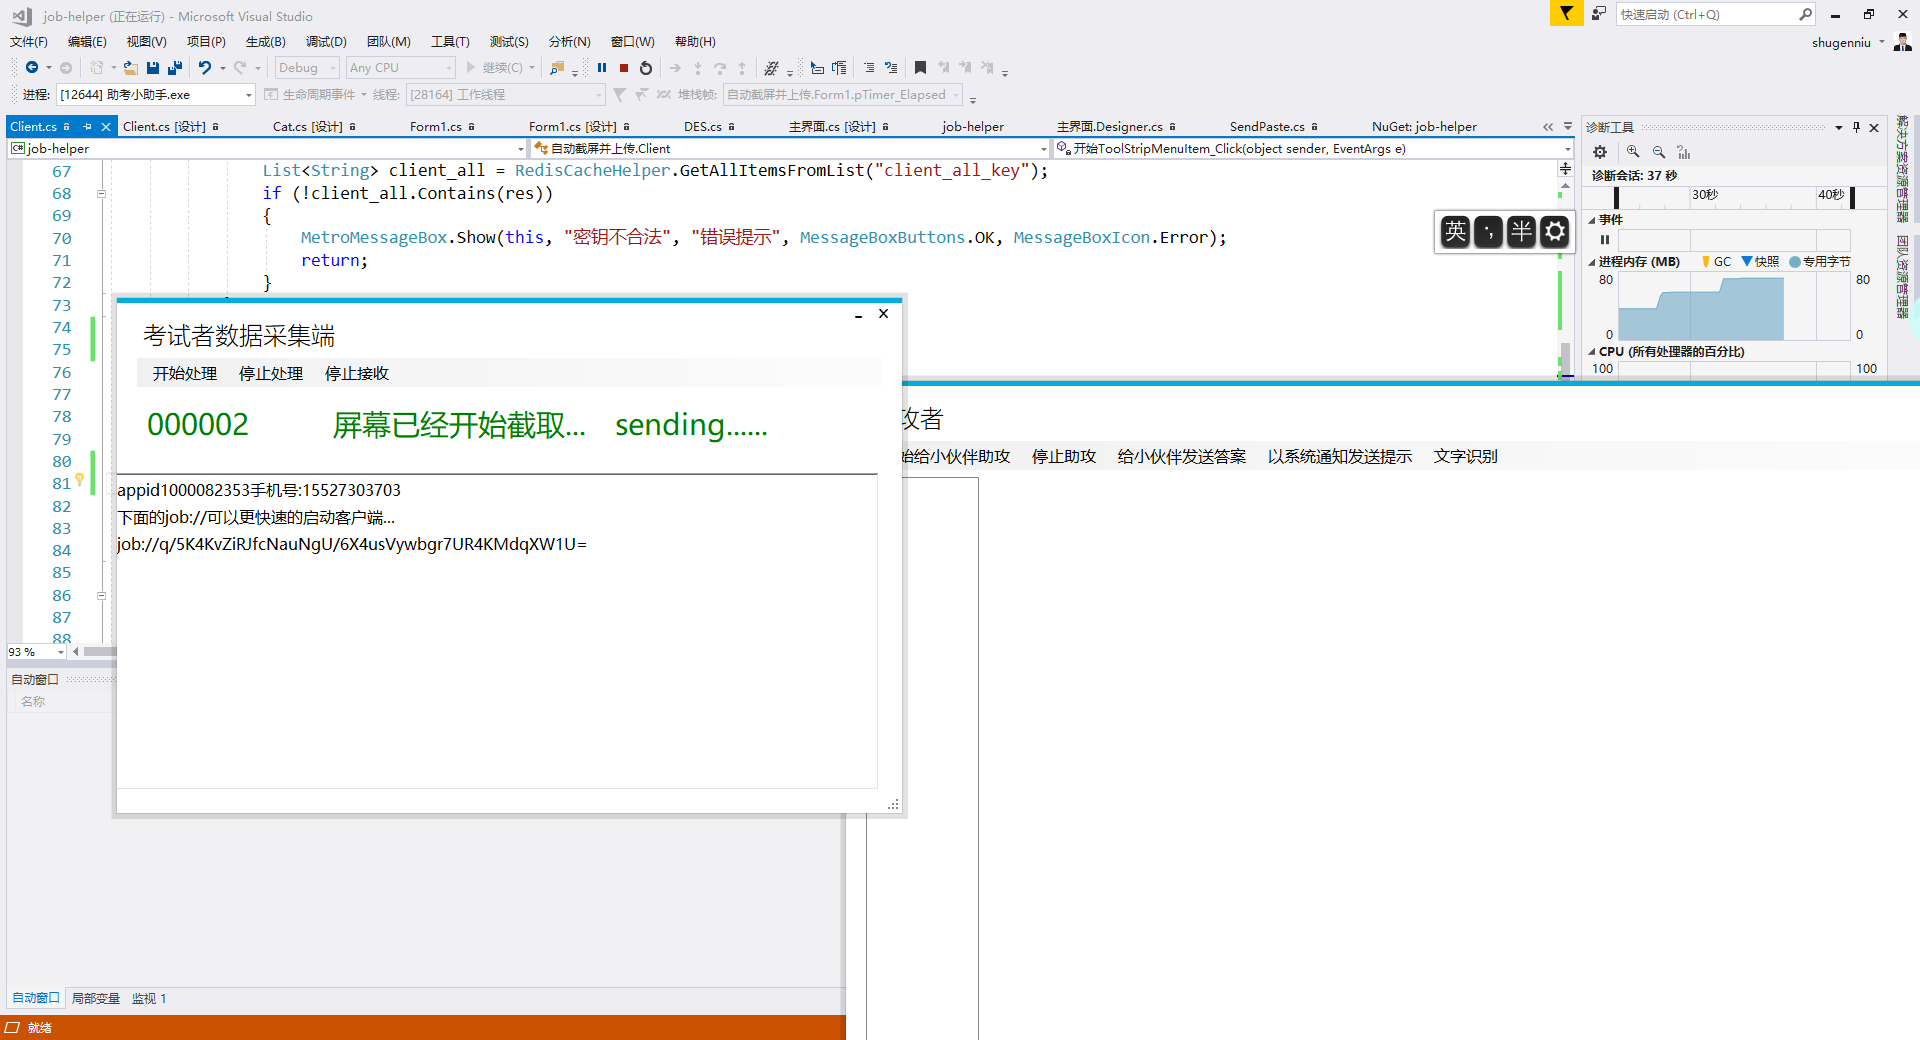 job-helper (正在运行) - Microsoft Visual Studio
快速启动 (Ctrl+Q)
文件(F) 编辑(E) 视图(V) 项目(P) 生成(B) 调试(D) 团队(M) 工具(T) 测试(S) 分析(N) 窗口(W) 帮助(H)
shugenniu
Debug Any CPU 继续(C)
进程: [12644] 助考小助手.exe 生命周期事件 线程: [28164] 工作线程 堆栈帧: 自动截屏并上传.Form1.pTimer_Elapsed
Client.cs Client.cs [设计] Cat.cs [设计] Form1.cs Form1.cs [设计] DES.cs 主界面.cs [设计] job-helper 主界面.Designer.cs SendPaste.cs NuGet: job-helper
job-helper 自动截屏并上传.Client 开始ToolStripMenuItem_Click(object sender, EventArgs e)
67 List<String> client_all = RedisCacheHelper.GetAllItemsFromList("client_all_key");
68 if (!client_all.Contains(res))
69 {
70 MetroMessageBox.Show(this, "密钥不合法", "错误提示", MessageBoxButtons.OK, MessageBoxIcon.Error);
71 return;
72 }
73
74
75
76
77
78
79
80
81
82
83
84
85
86
87
88
93 %
自动窗口
名称
自动窗口 局部变量 监视 1
就绪
考试者数据采集端
开始处理 停止处理 停止接收
000002 屏幕已经开始截取... sending......
appid1000082353手机号:15527303703
下面的job://可以更快速的启动客户端...
job://q/5K4KvZiRJfcNauNgU/6X4usVywbgr7UR4KMdqXW1U=
攻者
始给小伙伴助攻 停止助攻 给小伙伴发送答案 以系统通知发送提示 文字识别
英 ·, 半
诊断工具
诊断会话: 37 秒
30秒 40秒
事件
进程内存 (MB) GC 快照 专用字节
80 80
0 0
CPU (所有处理器的百分比)
100 100
解决方案资源管理器
团队资源管理器